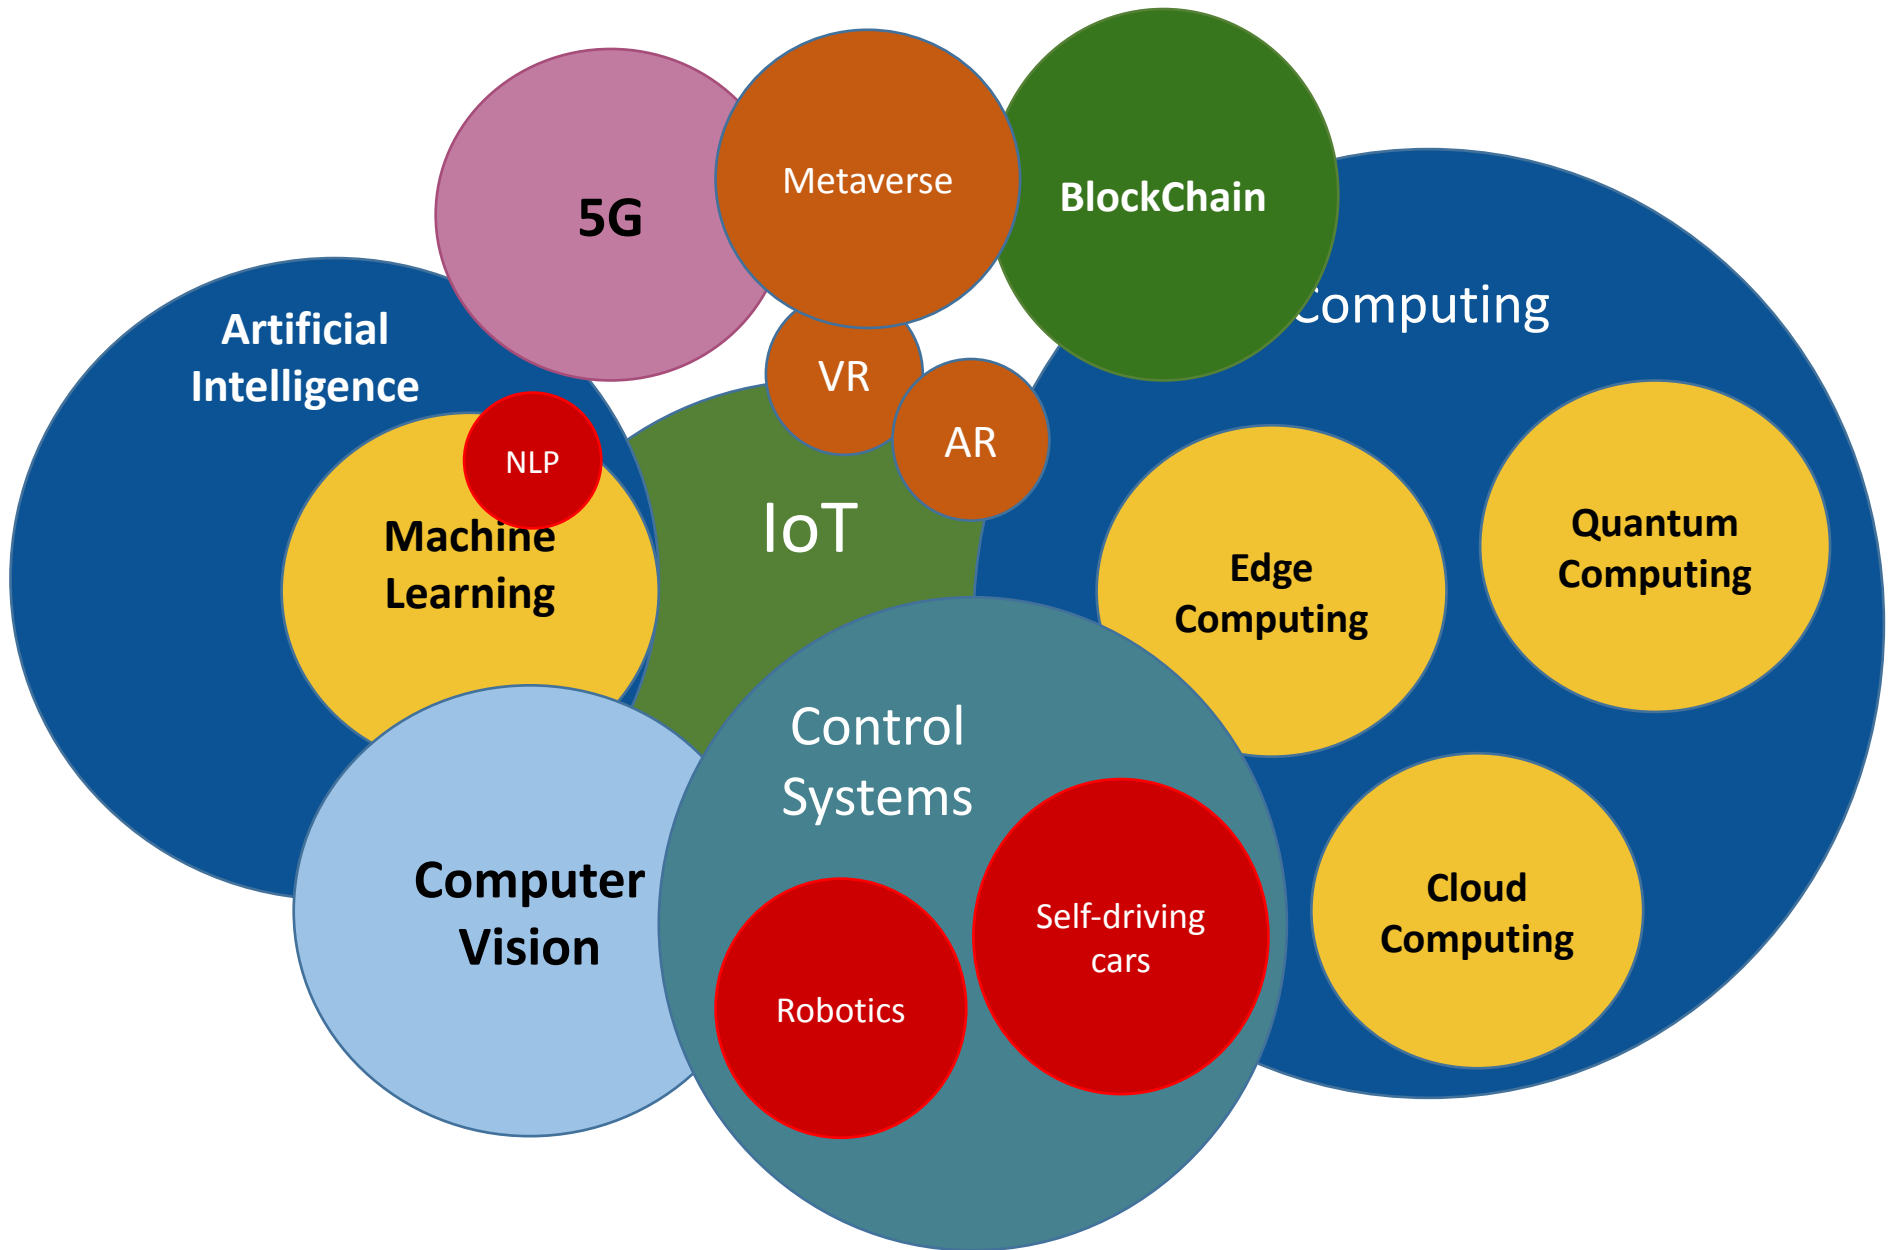 Metaverse
5G
BlockChain
Computing
Artificial
Intelligence
VR
AR
NLP
Machine
Learning
IoT
Edge
Computing
Quantum
Computing
Control
Systems
Computer
Vision
Self-driving
cars
Robotics
Cloud
Computing